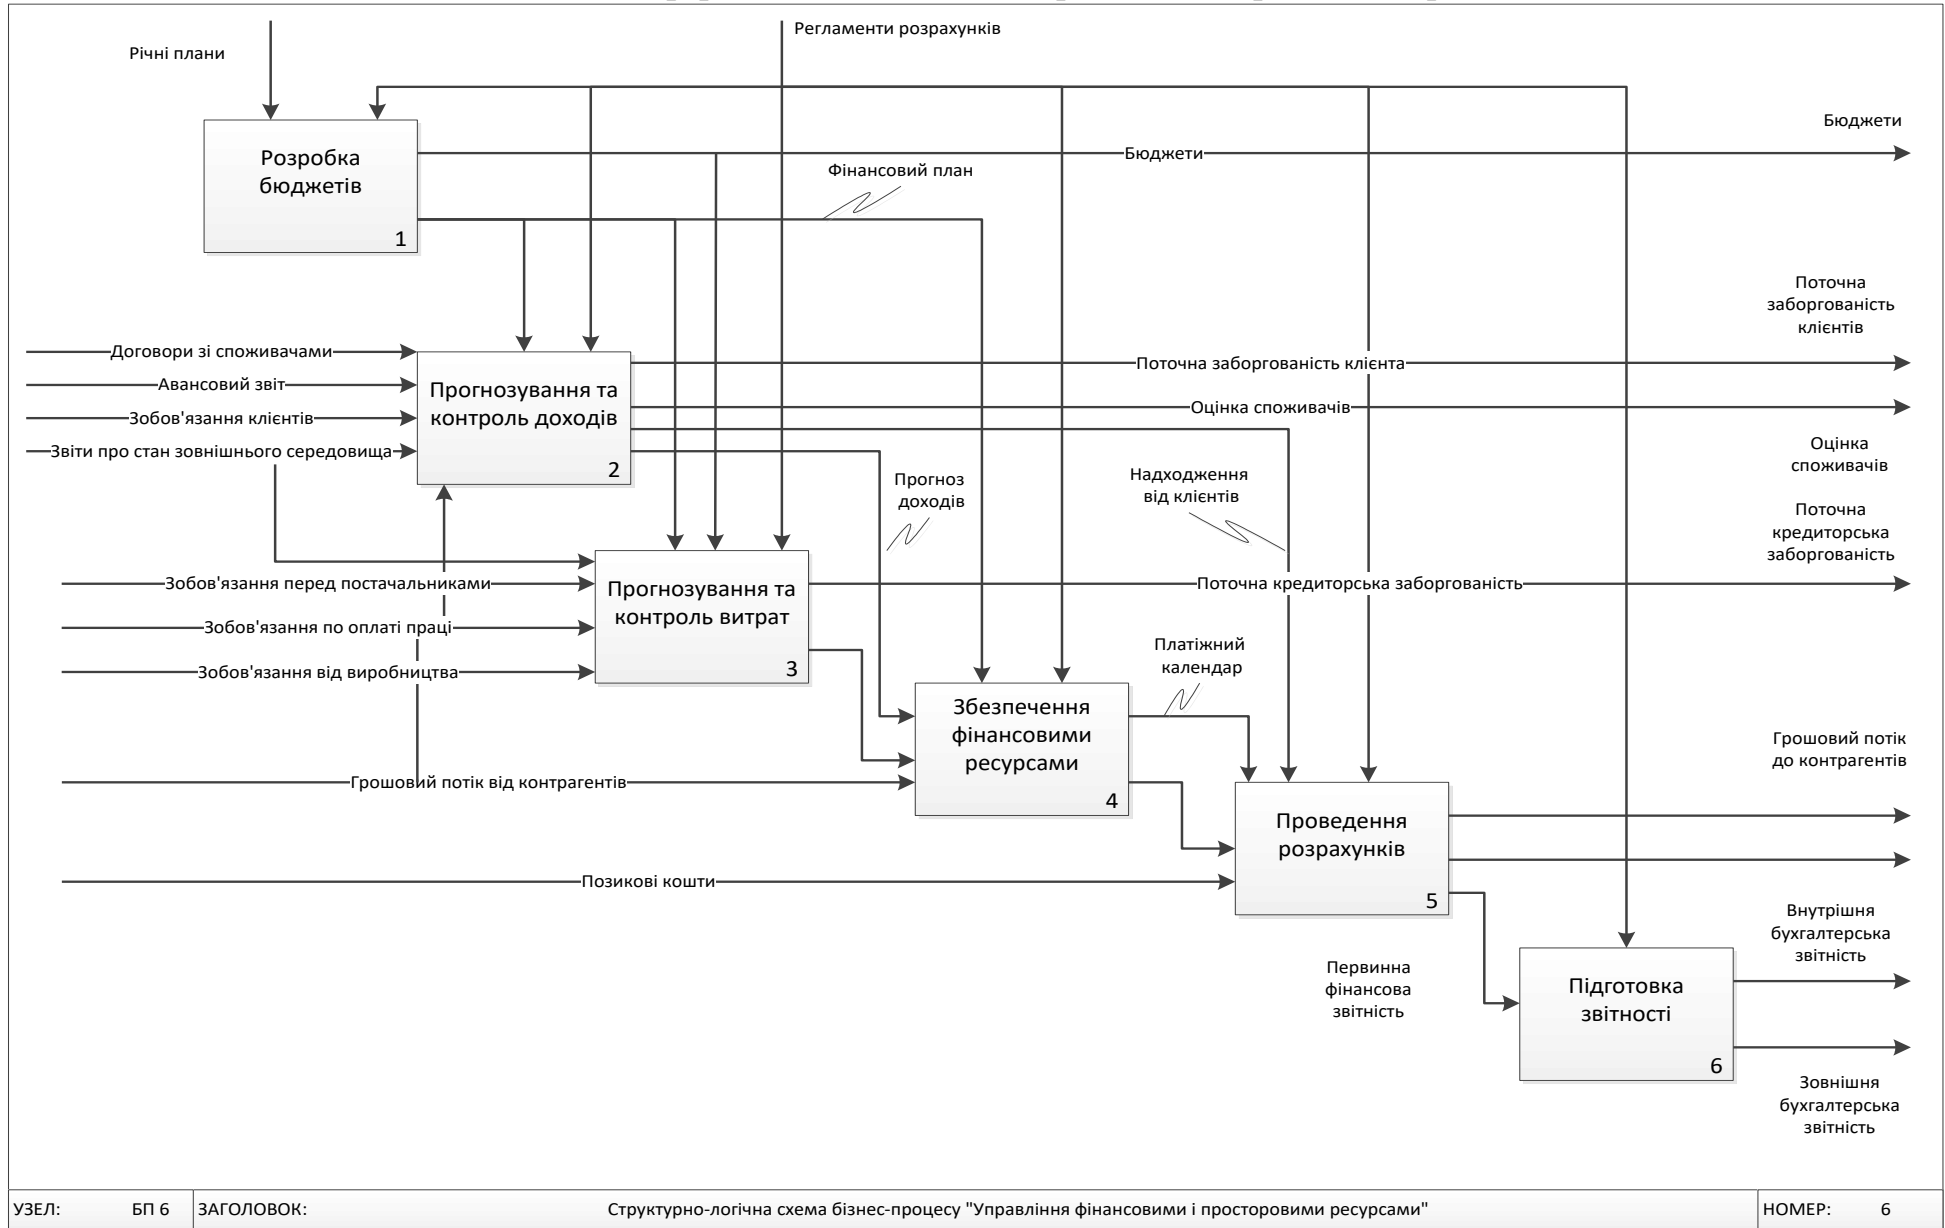 Річні плани
Регламенти розрахунків
Розробка
бюджетів
1
Бюджети
Бюджети
Фінансовий план
Поточна
заборгованість
клієнтів
Договори зі споживачами
Авансовий звіт
Зобов'язання клієнтів
Звіти про стан зовнішнього середовища
Прогнозування та
контроль доходів
2
Поточна заборгованість клієнта
Оцінка споживачів
Оцінка
споживачів
Прогноз
доходів
Надходження
від клієнтів
Поточна
кредиторська
заборгованість
Зобов'язання перед постачальниками
Зобов'язання по оплаті праці
Зобов'язання від виробництва
Прогнозування та
контроль витрат
3
Поточна кредиторська заборгованість
Платіжний
календар
Збезпечення
фінансовими
ресурсами
4
Грошовий потік від контрагентів
Грошовий потік
до контрагентів
Позикові кошти
Проведення
розрахунків
5
Первинна
фінансова
звітність
Внутрішня
бухгалтерська
звітність
Підготовка
звітності
6
Зовнішня
бухгалтерська
звітність
УЗЕЛ: БП 6 ЗАГОЛОВОК: Структурно-логічна схема бізнес-процесу "Управління фінансовими і просторовими ресурсами" НОМЕР: 6